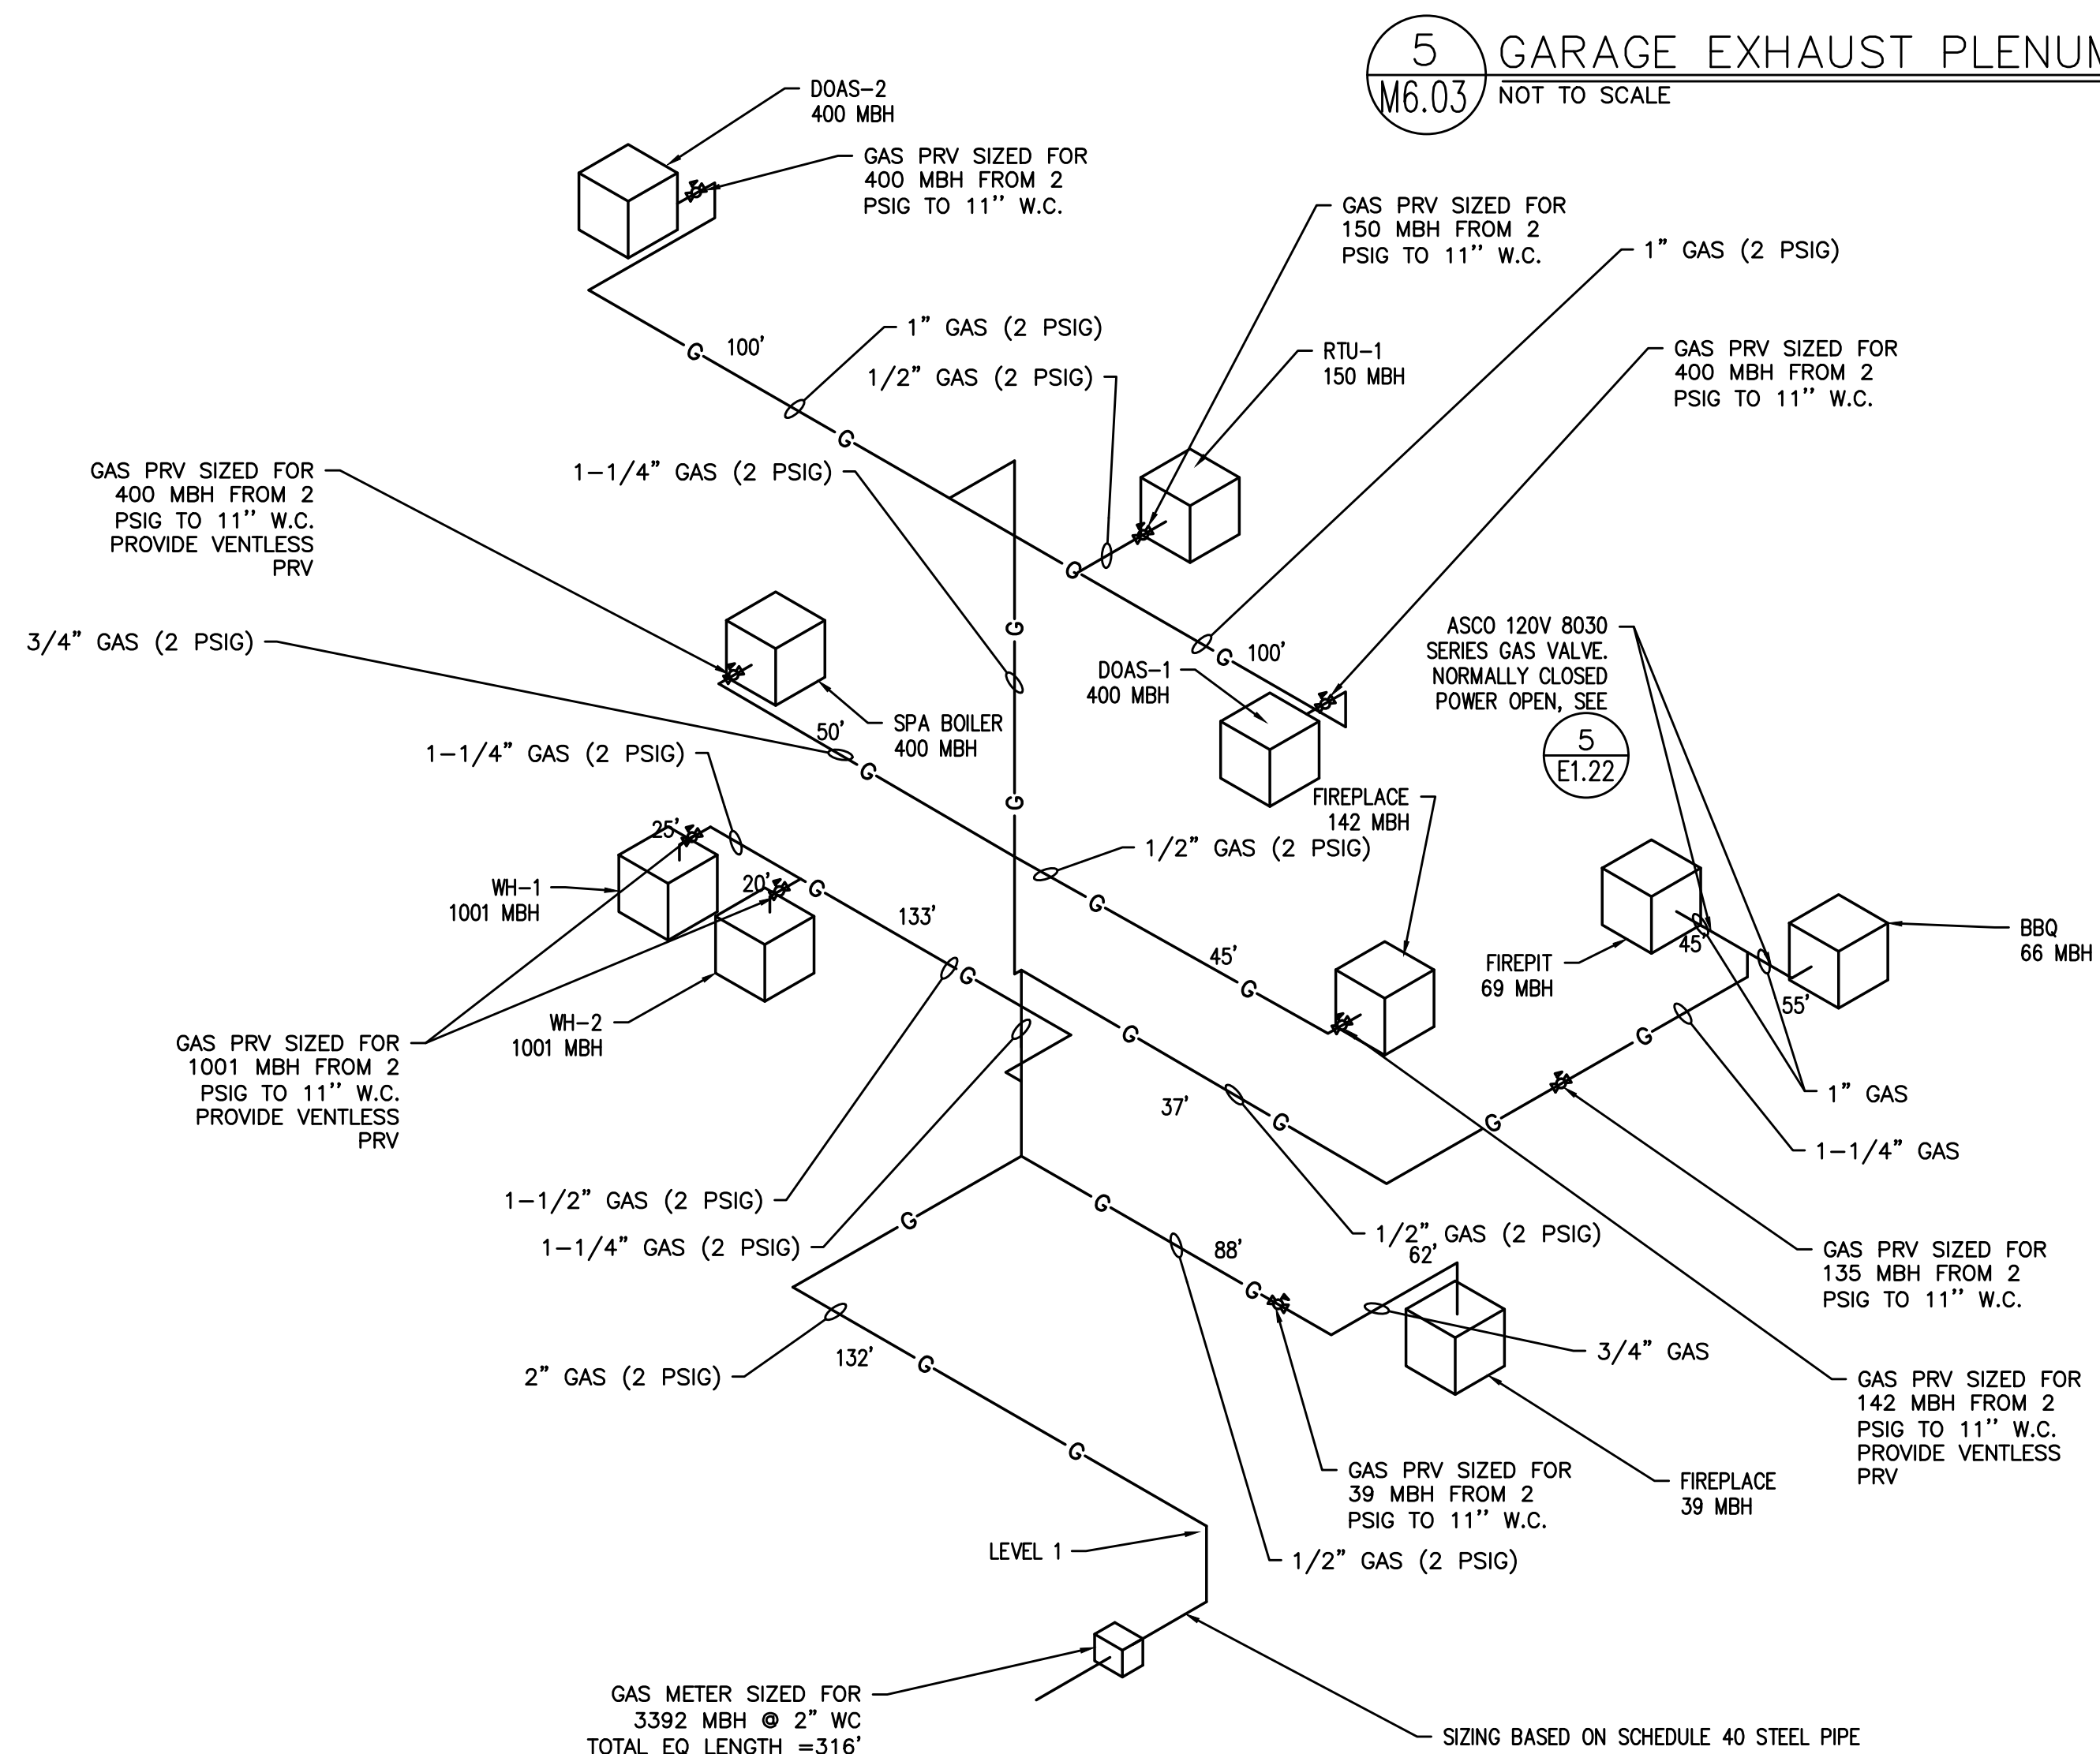 5
M6.03
GARAGE EXHAUST PLENUM
NOT TO SCALE
DOAS-2
400 MBH
GAS PRV SIZED FOR
400 MBH FROM 2
PSIG TO 11'' W.C.
GAS PRV SIZED FOR
150 MBH FROM 2
PSIG TO 11'' W.C.
1" GAS (2 PSIG)
100'
1" GAS (2 PSIG)
1/2" GAS (2 PSIG)
RTU-1
150 MBH
GAS PRV SIZED FOR
400 MBH FROM 2
PSIG TO 11'' W.C.
G
G
GAS PRV SIZED FOR
400 MBH FROM 2
PSIG TO 11'' W.C.
PROVIDE VENTLESS
PRV
1-1/4" GAS (2 PSIG)
G
G
G
100'
3/4" GAS (2 PSIG)
DOAS-1
400 MBH
ASCO 120V 8030
SERIES GAS VALVE.
NORMALLY CLOSED
POWER OPEN, SEE
5
E1.22
SPA BOILER
400 MBH
50'
G
G
1-1/4" GAS (2 PSIG)
FIREPLACE
142 MBH
1/2" GAS (2 PSIG)
25'
WH-1
1001 MBH
20'
G
133'
G
G
45'
G
FIREPIT
69 MBH
45'
BBQ
66 MBH
55'
WH-2
1001 MBH
GAS PRV SIZED FOR
1001 MBH FROM 2
PSIG TO 11'' W.C.
PROVIDE VENTLESS
PRV
G
37'
G
G
G
1" GAS
1-1/4" GAS
1-1/2" GAS (2 PSIG)
1-1/4" GAS (2 PSIG)
G
G
88'
G
1/2" GAS (2 PSIG)
62'
GAS PRV SIZED FOR
135 MBH FROM 2
PSIG TO 11'' W.C.
2" GAS (2 PSIG)
132'
G
G
3/4" GAS
GAS PRV SIZED FOR
142 MBH FROM 2
PSIG TO 11'' W.C.
PROVIDE VENTLESS
PRV
GAS PRV SIZED FOR
39 MBH FROM 2
PSIG TO 11'' W.C.
FIREPLACE
39 MBH
LEVEL 1
1/2" GAS (2 PSIG)
GAS METER SIZED FOR
3392 MBH @ 2" WC
TOTAL EQ LENGTH =316'
SIZING BASED ON SCHEDULE 40 STEEL PIPE